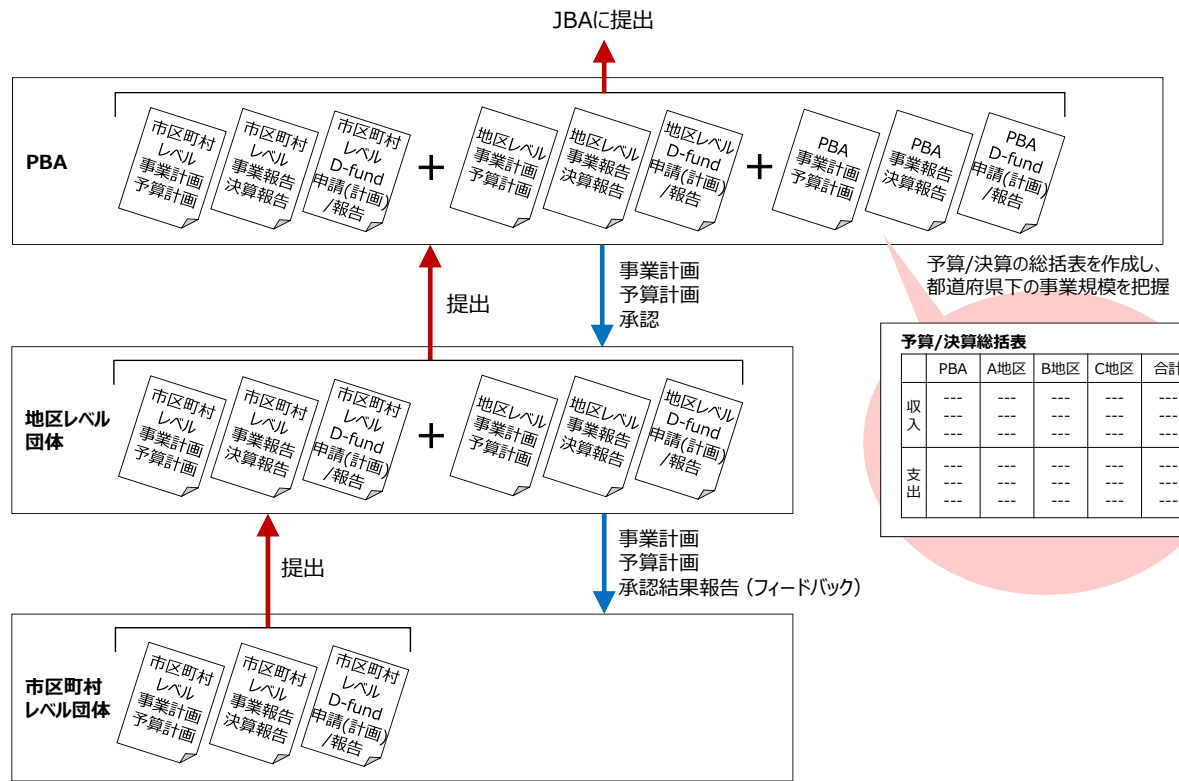 JBAに提出
PBA
市区町村
レベル
事業計画
予算計画
市区町村
レベル
事業報告
決算報告
市区町村
レベル
D-fund
申請(計画)
/報告
+
地区レベル
事業計画
予算計画
地区レベル
事業報告
決算報告
地区レベル
D-fund
申請(計画)
/報告
+
PBA
事業計画
予算計画
PBA
事業報告
決算報告
PBA
D-fund
申請(計画)
/報告
提出
事業計画
予算計画
承認
予算/決算の総括表を作成し、
都道府県下の事業規模を把握
予算/決算総括表
PBA A地区 B地区 C地区 合計
収入
--- --- --- --- ---
--- --- --- --- ---
--- --- --- --- ---
支出
--- --- --- --- ---
--- --- --- --- ---
--- --- --- --- ---
地区レベル
団体
市区町村
レベル
事業計画
予算計画
市区町村
レベル
事業報告
決算報告
市区町村
レベル
D-fund
申請(計画)
/報告
+
地区レベル
事業計画
予算計画
地区レベル
事業報告
決算報告
地区レベル
D-fund
申請(計画)
/報告
提出
事業計画
予算計画
承認結果報告（フィードバック）
市区町村
レベル団体
市区町村
レベル
事業計画
予算計画
市区町村
レベル
事業報告
決算報告
市区町村
レベル
D-fund
申請(計画)
/報告